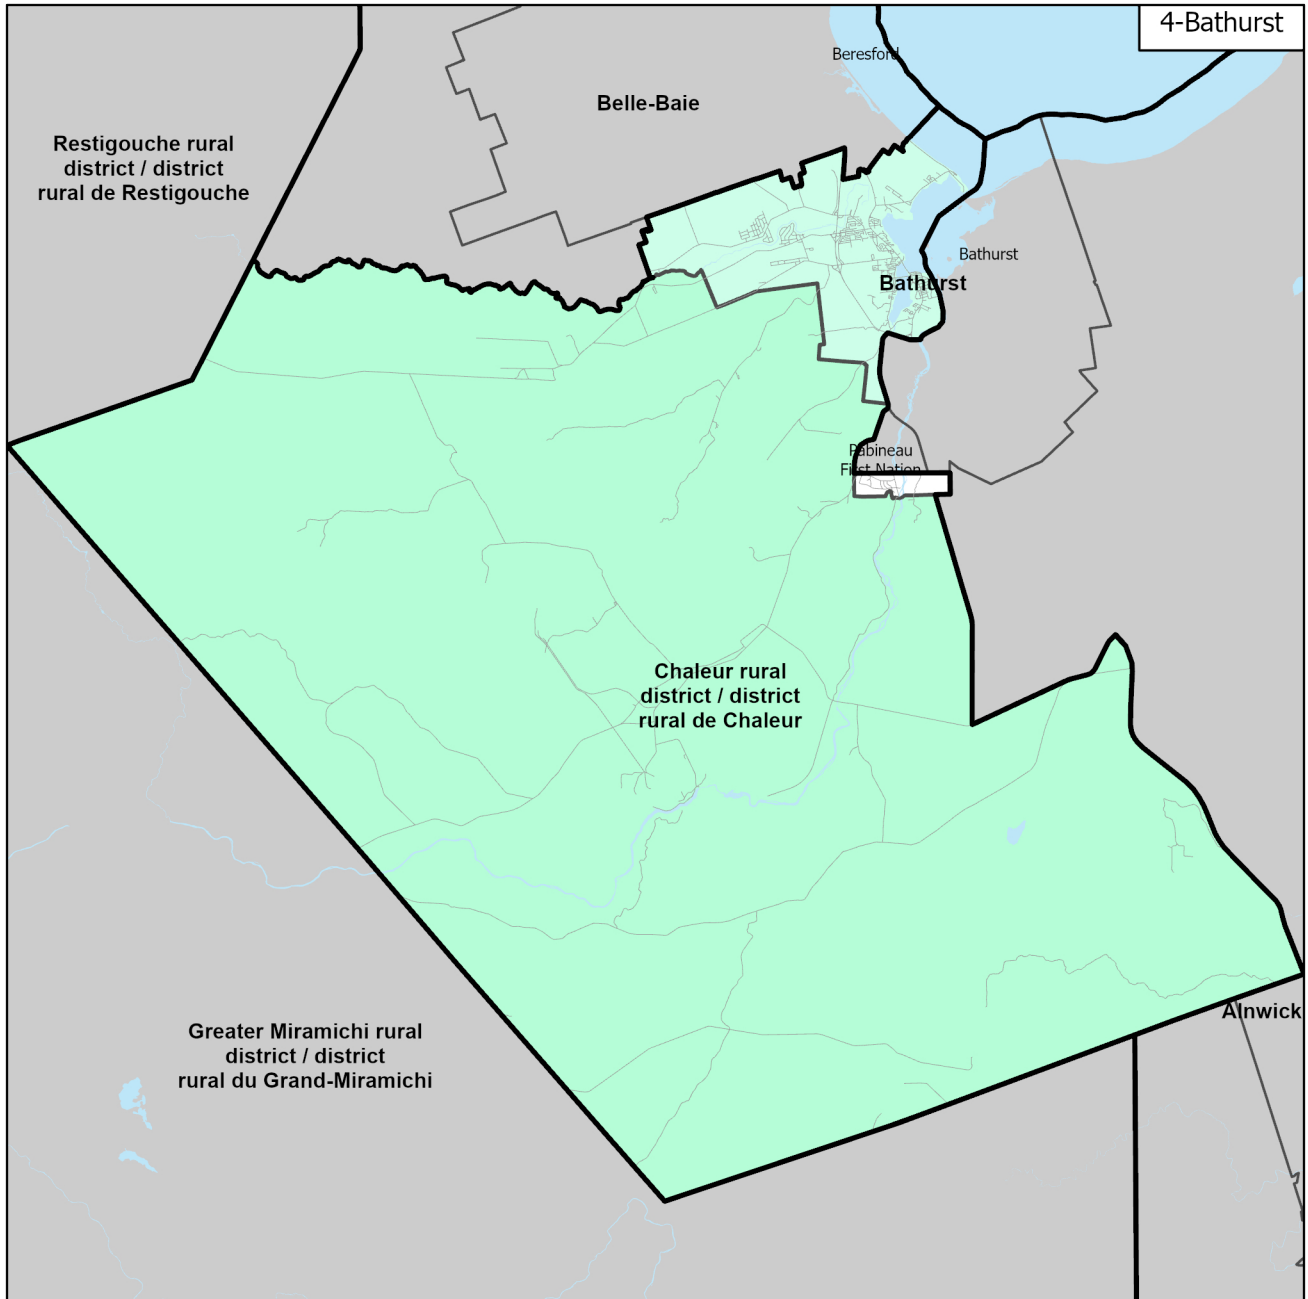 4-Bathurst
Beresford
Belle-Baie
Restigouche rural
district / district
rural de Restigouche
Bathurst
Bathurst
Pabineau
First Nation
Chaleur rural
district / district
rural de Chaleur
Alnwick
Greater Miramichi rural
district / district
rural du Grand-Miramichi